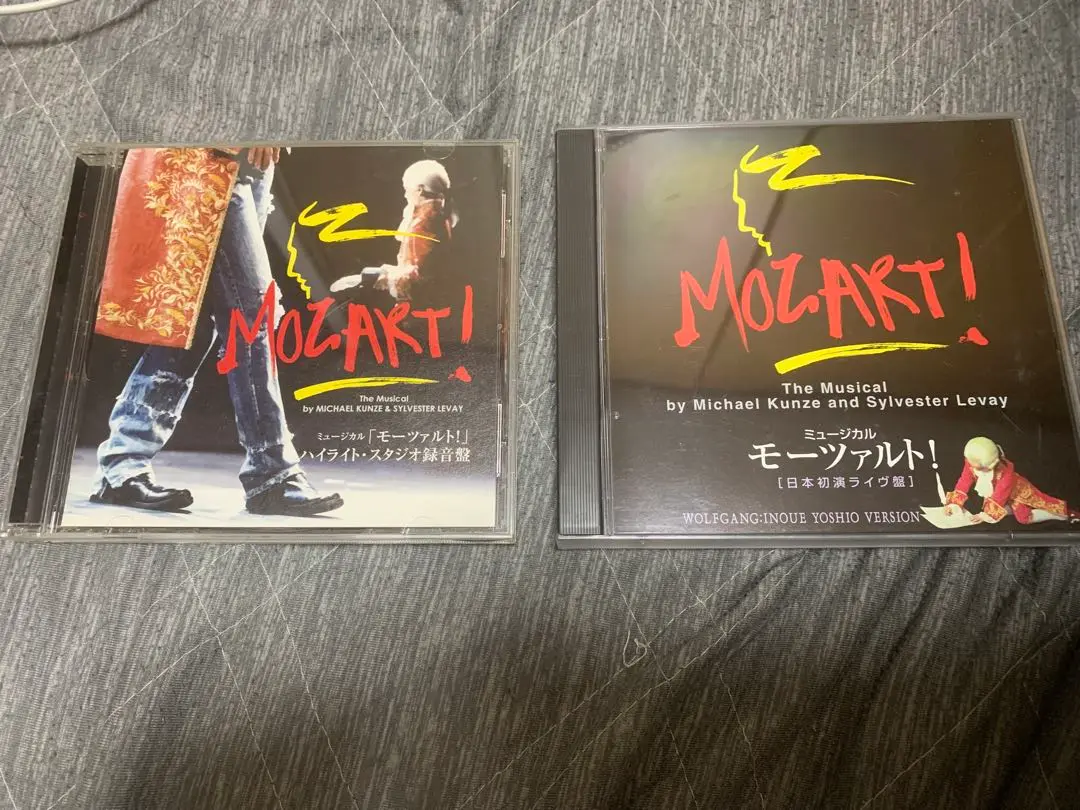 MOZART!
The Musical
by MICHAEL KUNZE & SYLVESTER LEVAY
ミュージカル「モーツァルト!」
ハイライト・スタジオ録音盤
MOZART!
The Musical
by Michael Kunze and Sylvester Levay
ミュージカル
モーツァルト!
[日本初演ライヴ盤]
WOLFGANG:INOUE YOSHIO VERSION